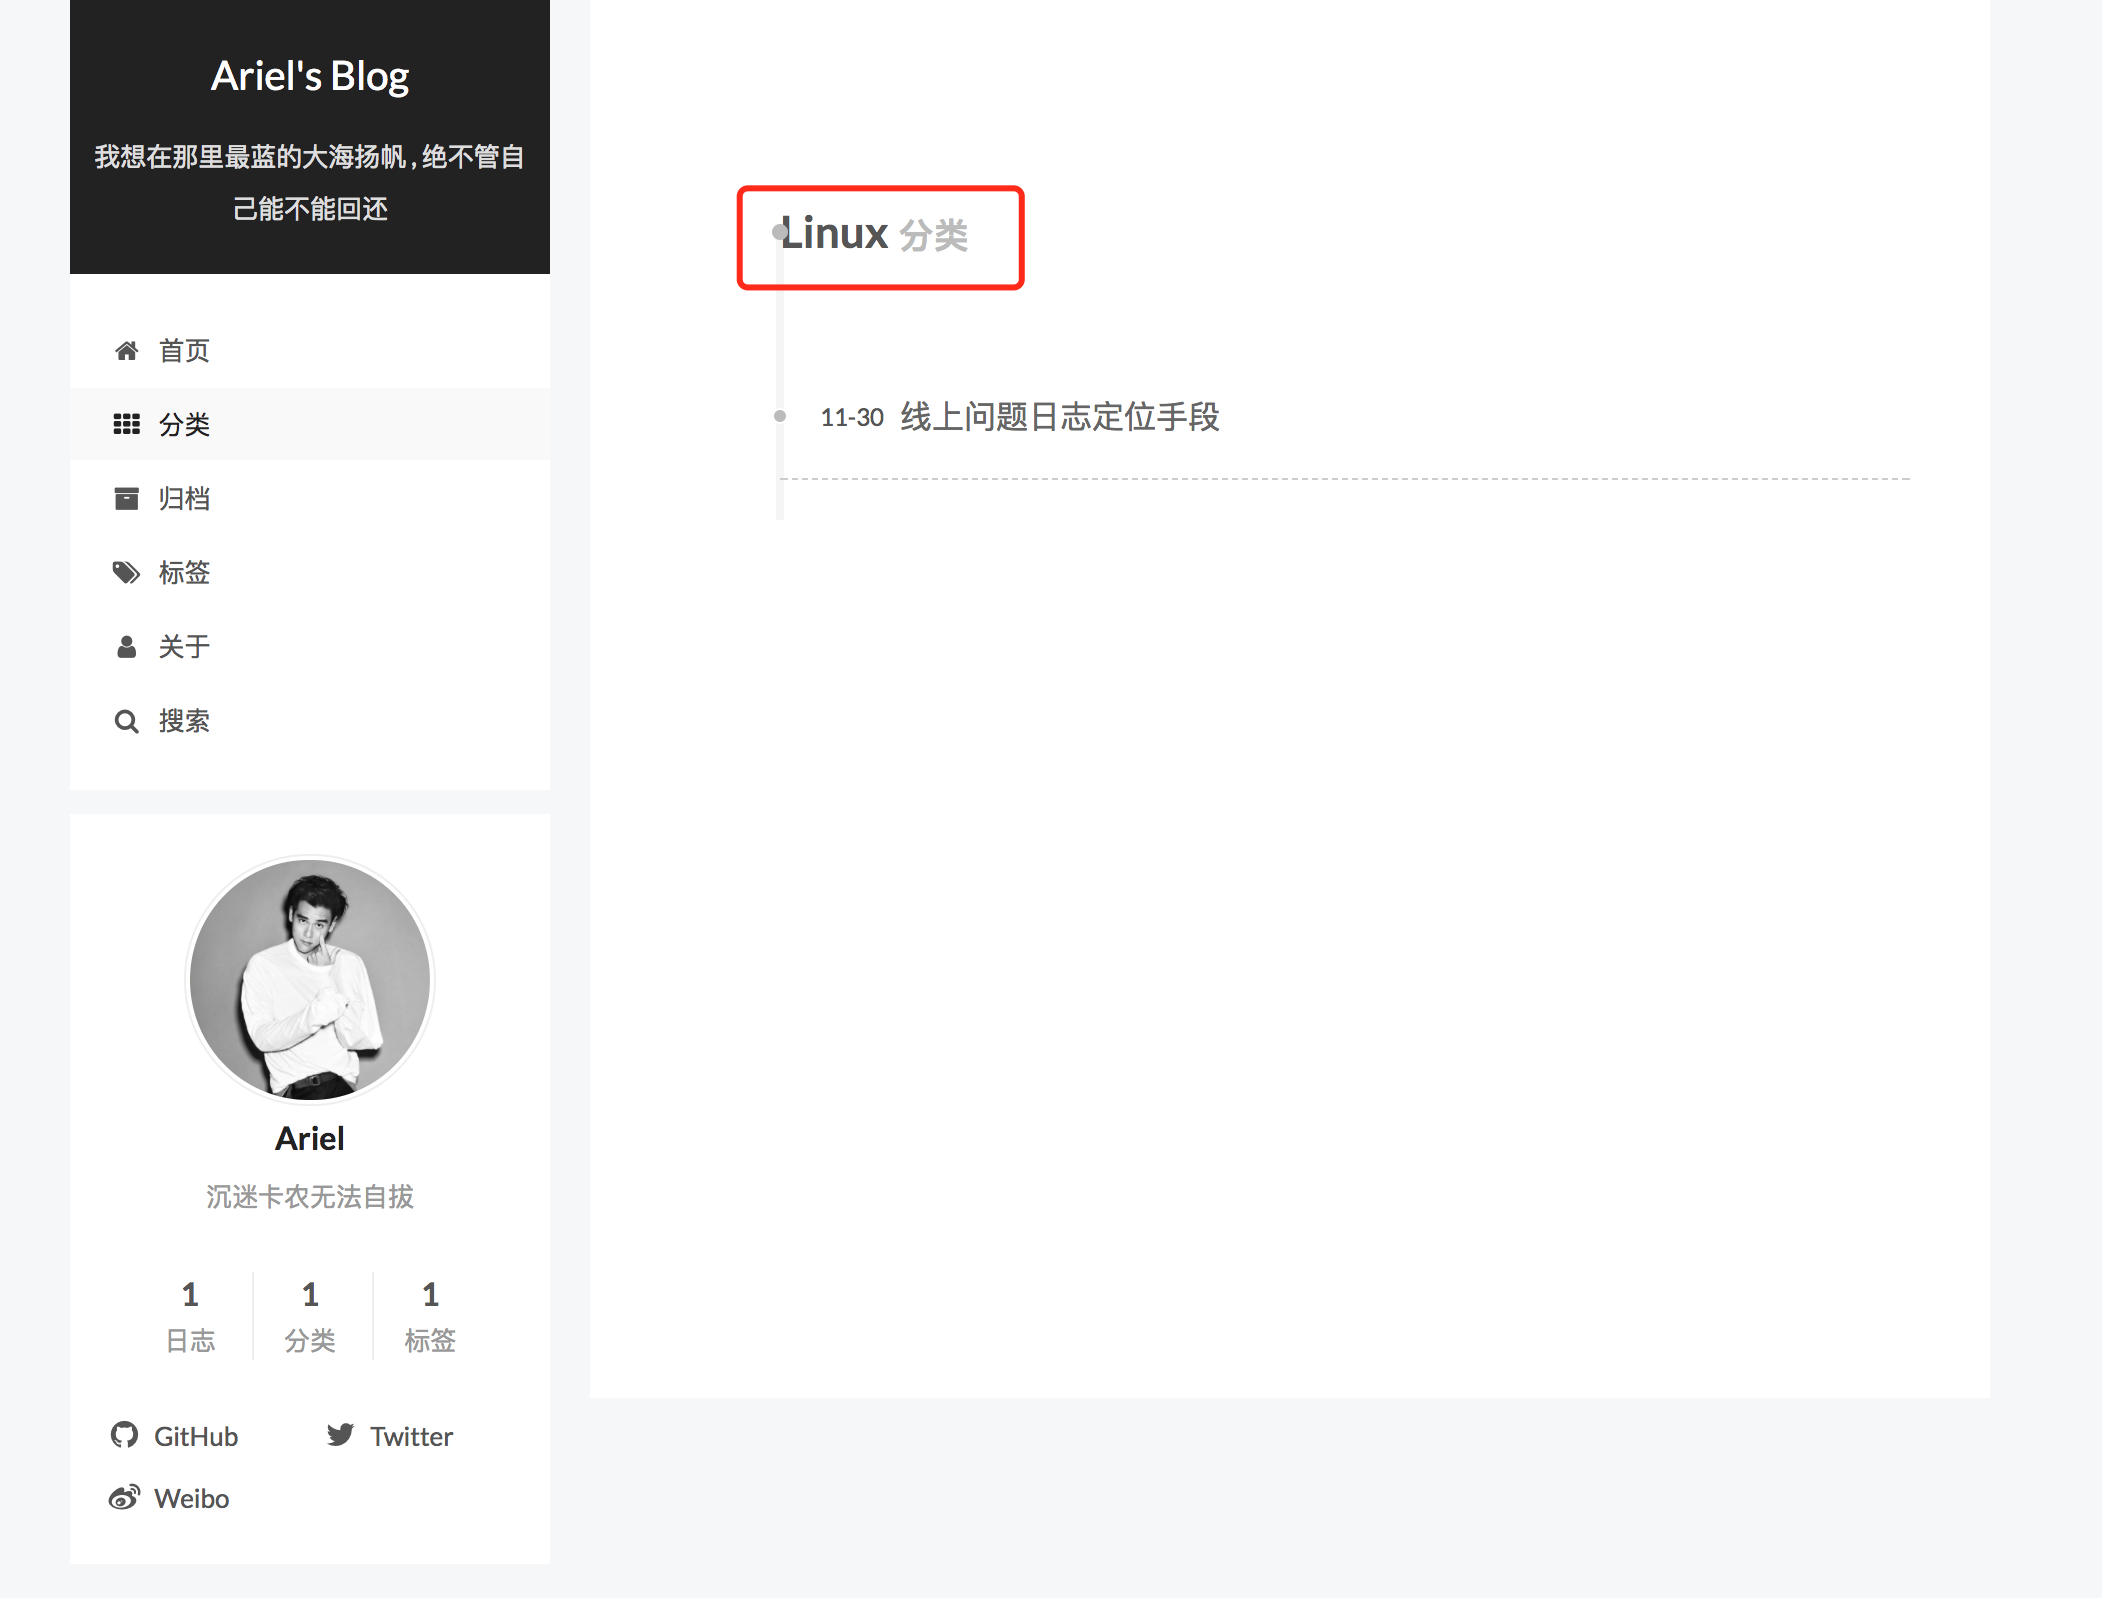 Ariel's Blog
我想在那里最蓝的大海扬帆,绝不管自
己能不能回还
首页
分类
归档
标签
关于
搜索
Ariel
沉迷卡农无法自拔
1 1 1
日志 分类 标签
GitHub Twitter
Weibo
Linux 分类
11-30 线上问题日志定位手段